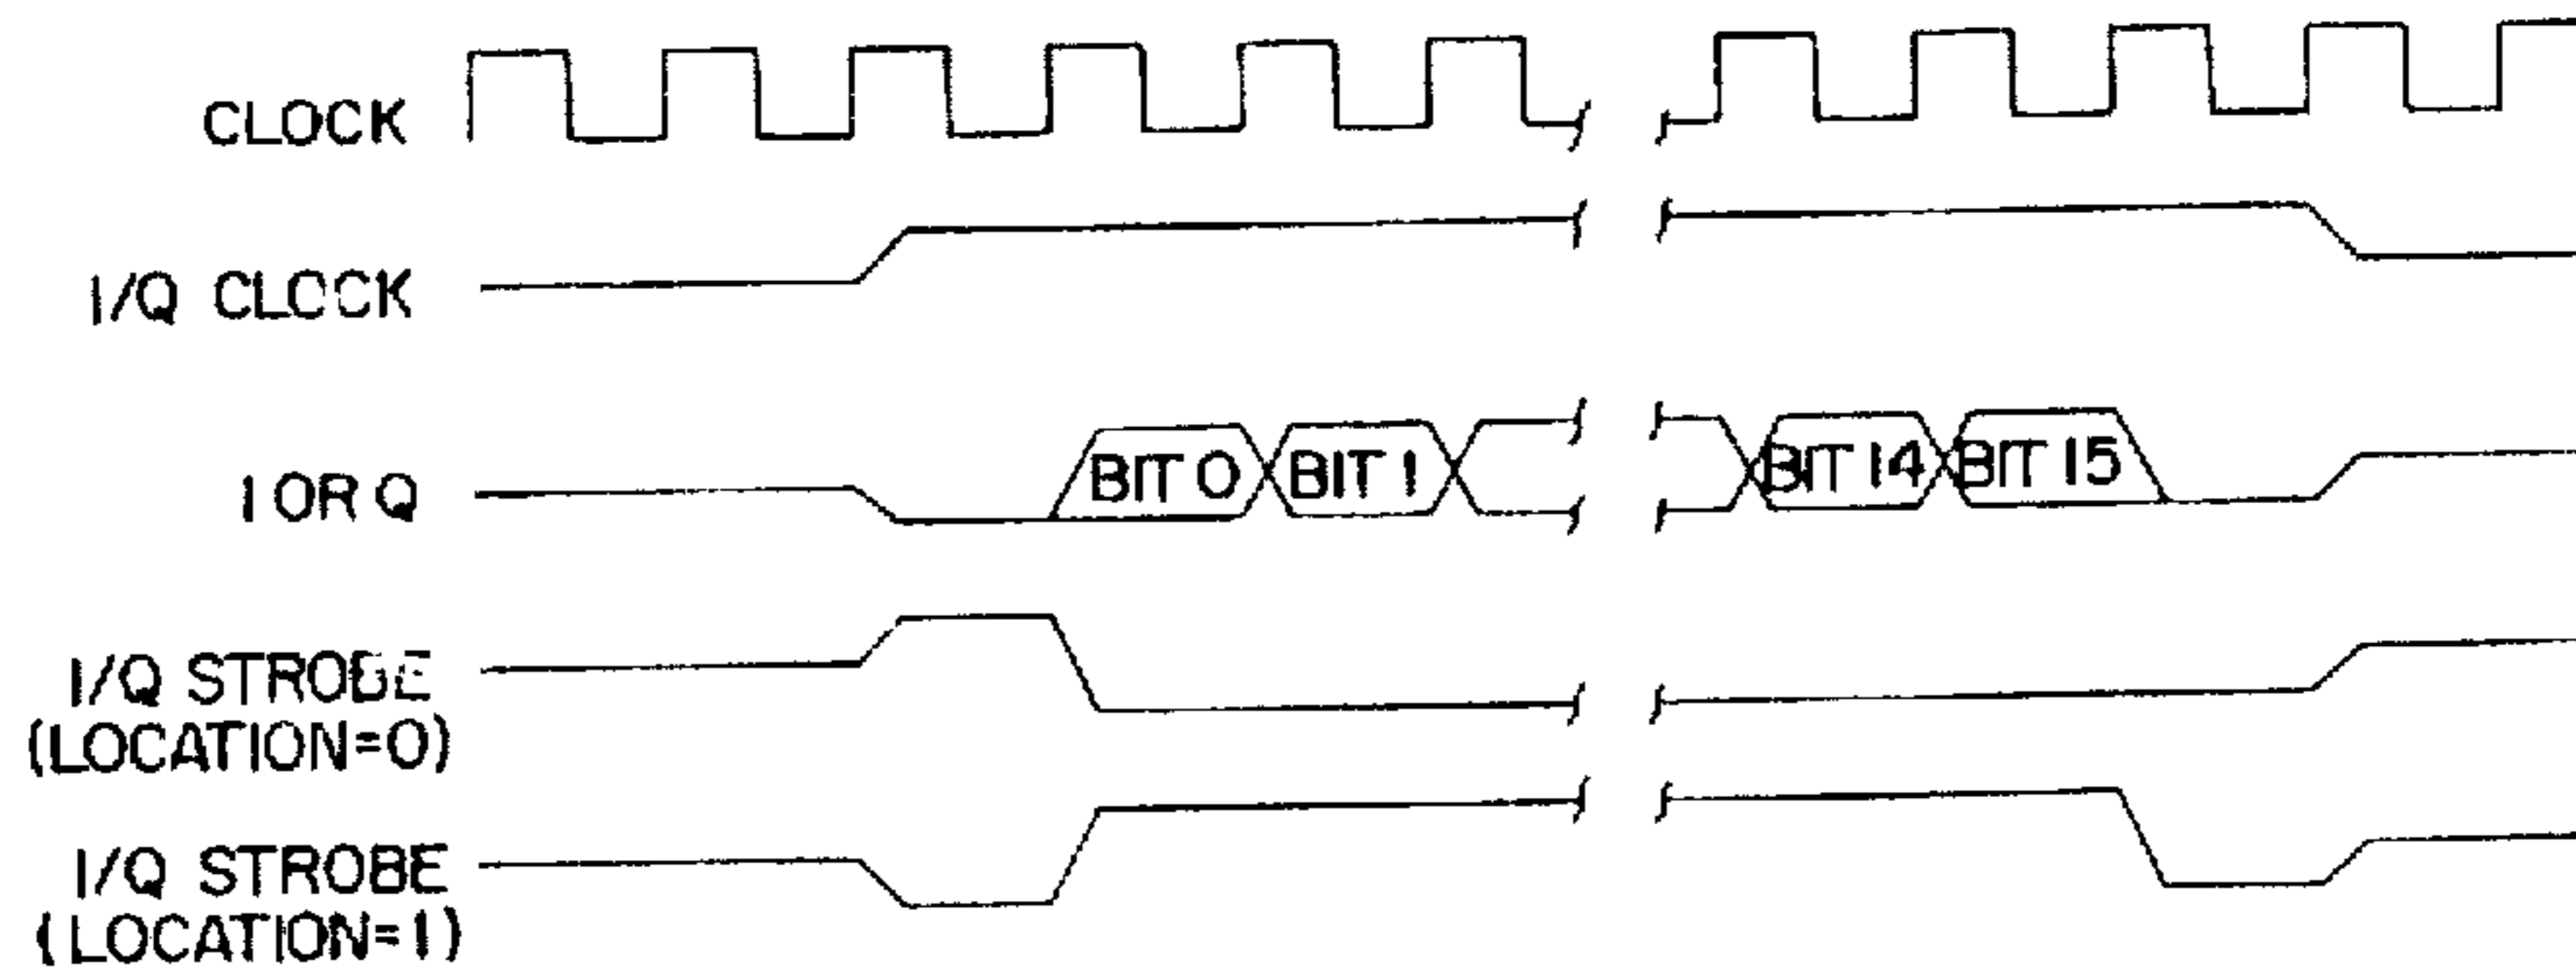 CLOCK
I/Q CLOCK
I OR Q
BIT 0
BIT 1
BIT 14
BIT 15
I/Q STROBE
(LOCATION=0)
I/Q STROBE
(LOCATION=1)